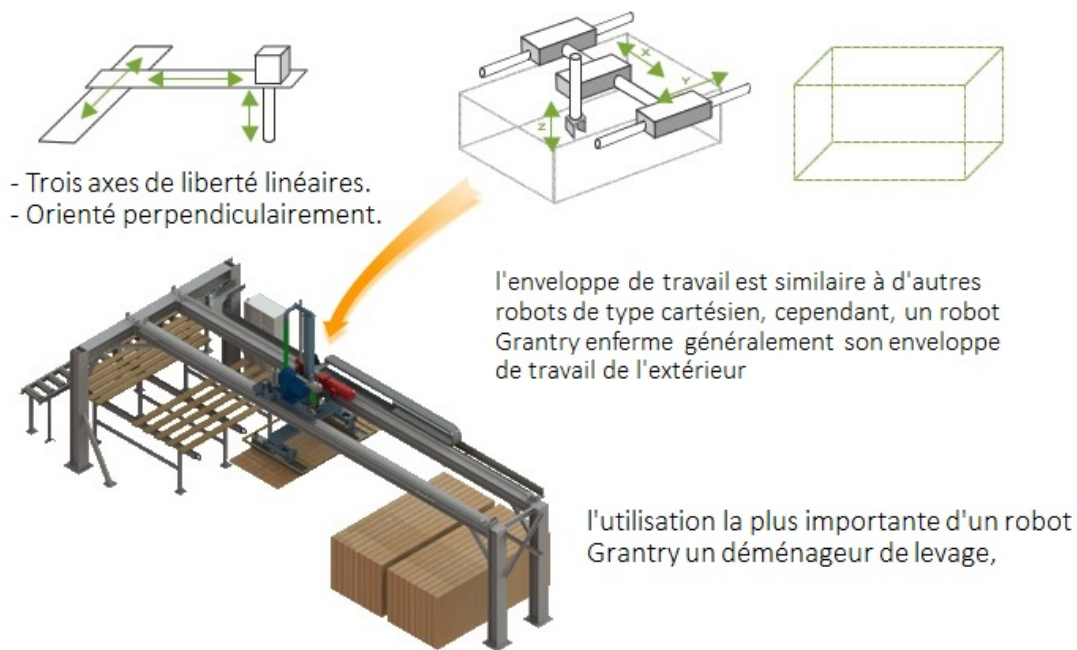 X
Y
Z
- Trois axes de liberté linéaires.
- Orienté perpendiculairement.
l'enveloppe de travail est similaire à d'autres
robots de type cartésien, cependant, un robot
Grantry enferme généralement son enveloppe
de travail de l'extérieur
l'utilisation la plus importante d'un robot
Grantry un déménageur de levage,